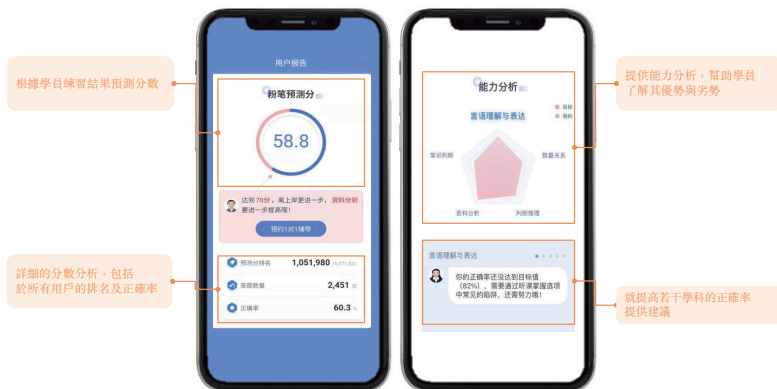 根據學員練習結果預測分數
詳細的分數分析，包括
於所有用戶的排名及正確率
用户报告
粉笔预测分
58.8
达到70分，离上岸更进一步，资料分析
要进一步提高哦！
预约1对1辅导
预测分排名 1,051,980
答题数量 2,451 道
正确率 60.3 %
能力分析
言语理解与表达
目标
我的
常识判断
数量关系
资料分析
判断推理
言语理解与表达
你的正确率还没达到目标值
（82%），需要通过听课掌握选项
中常见的陷阱，还需努力哦！
提供能力分析，幫助學員
了解其優勢與劣勢
就提高若干學科的正確率
提供建議